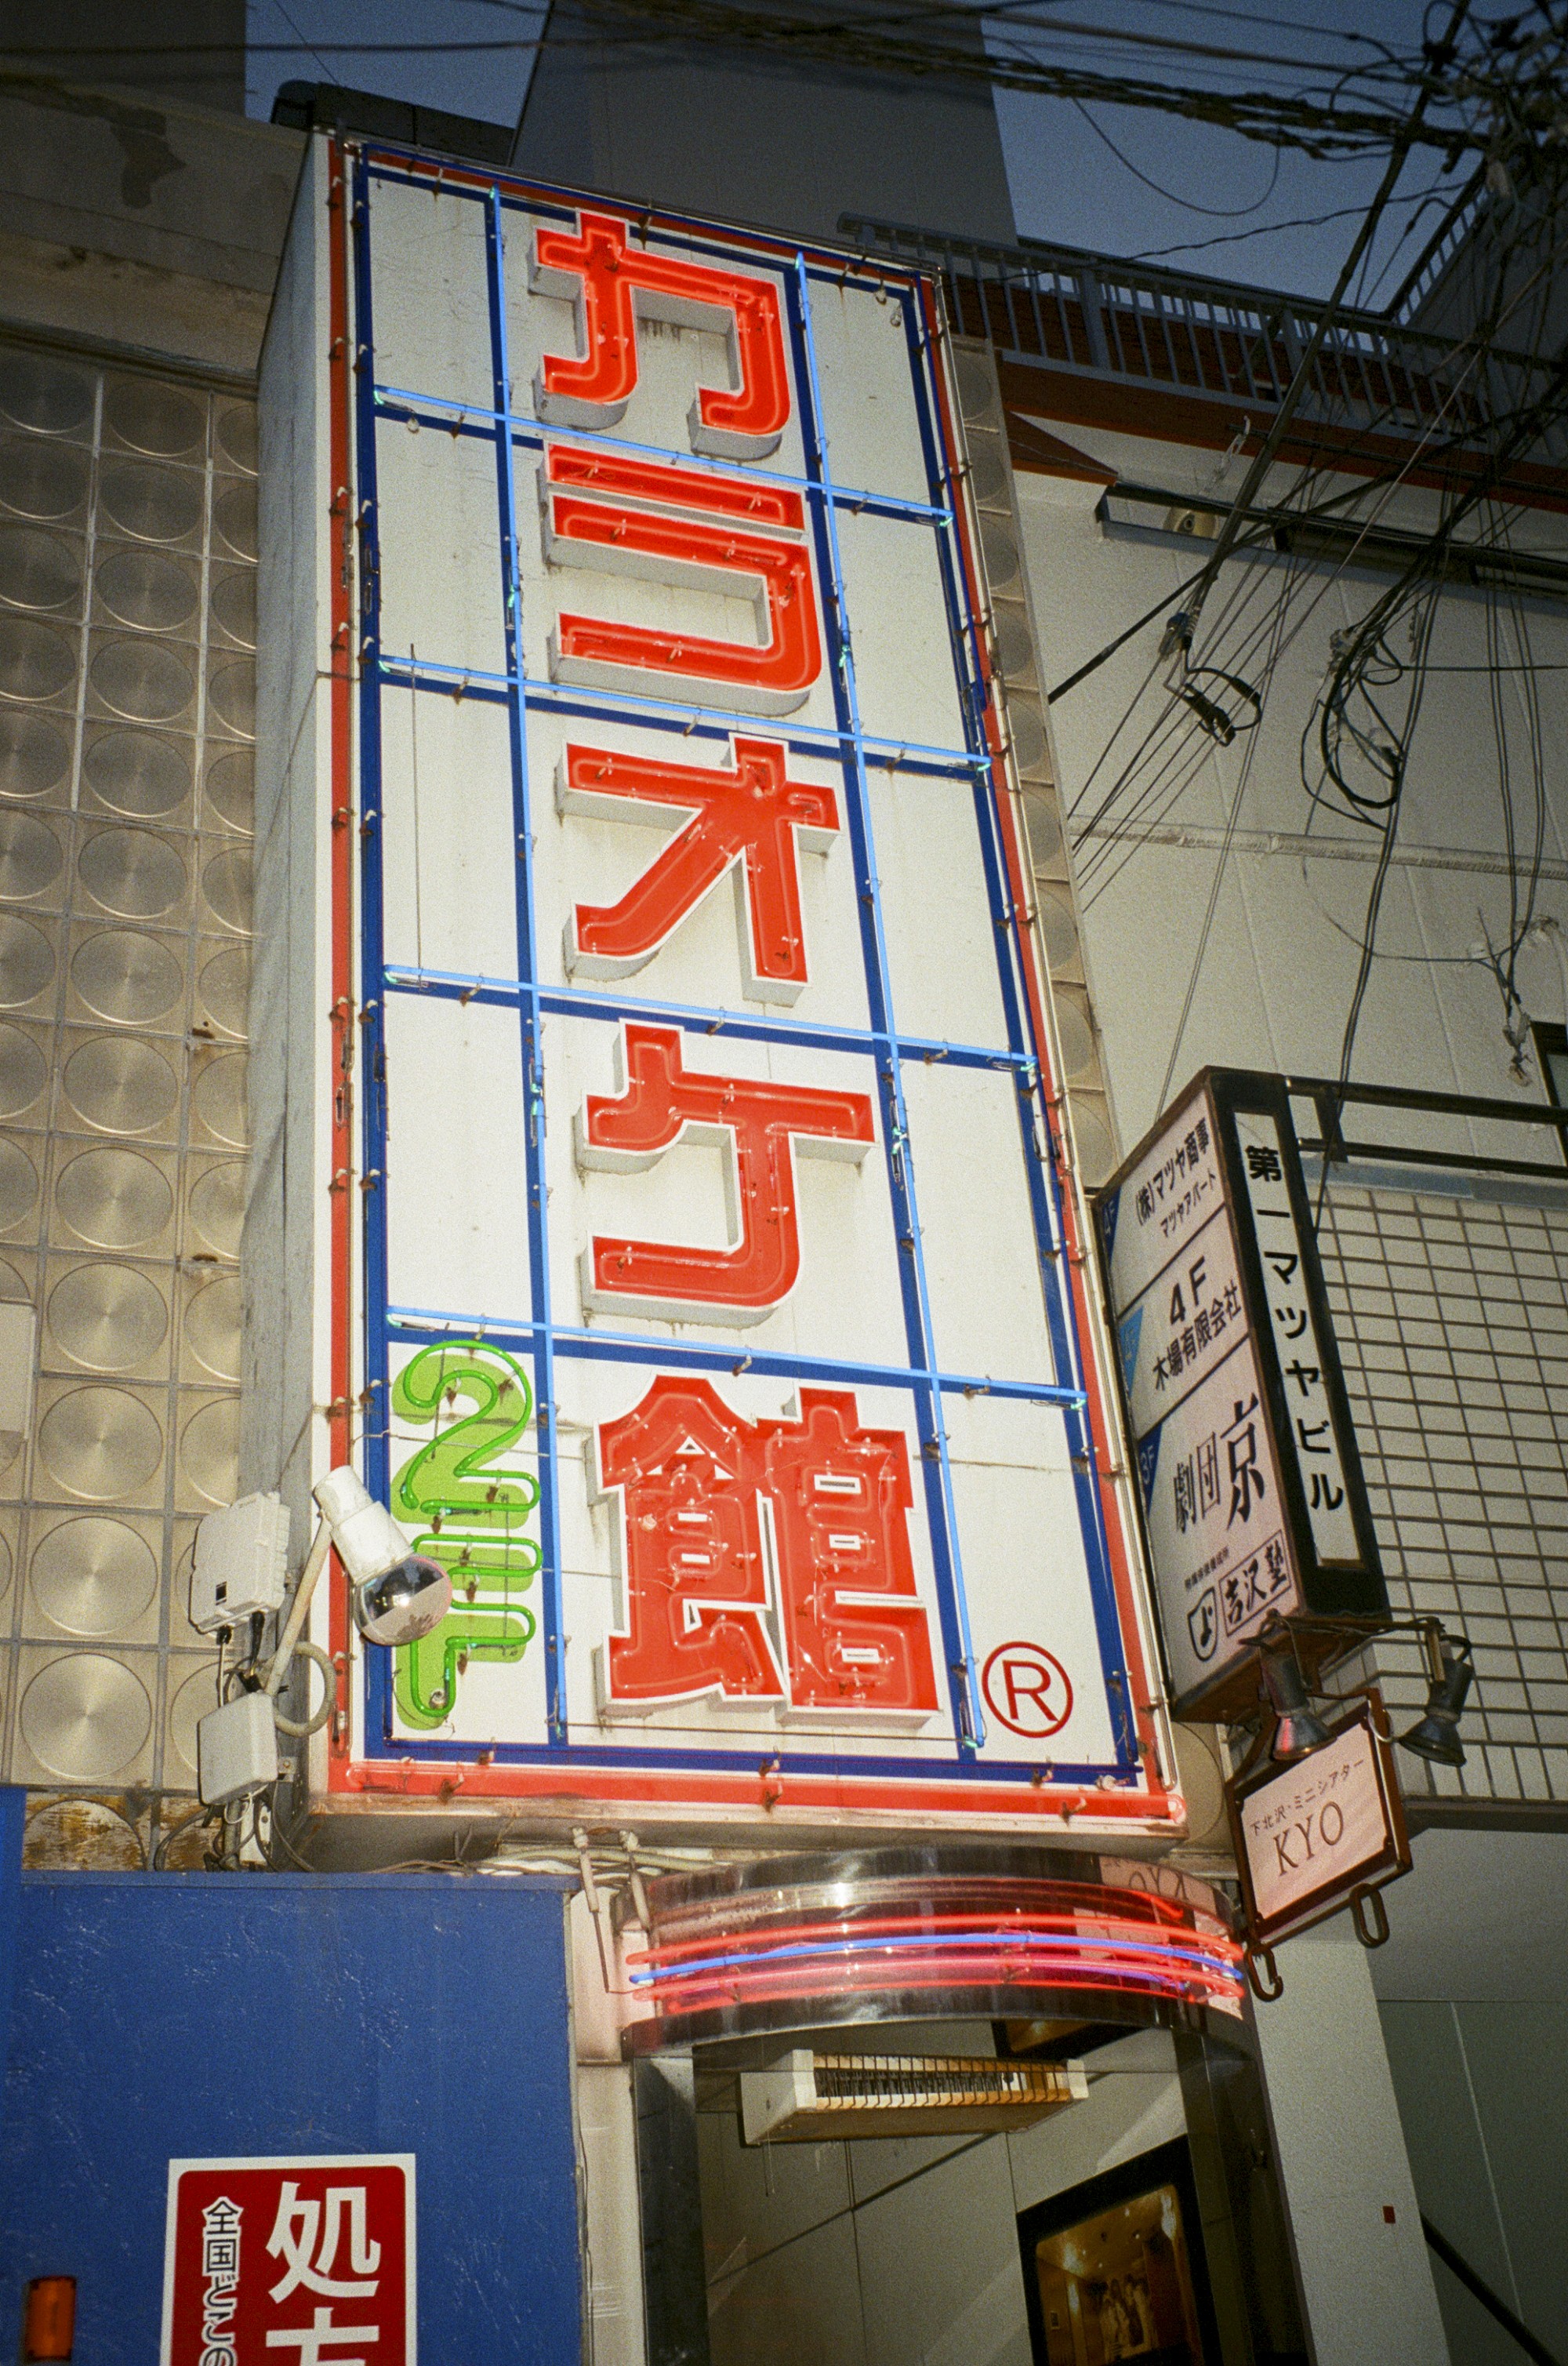 カラオケ館
2F
®
第一マツヤビル
(株)マツヤ商事
マツヤアパート
4F
木場有限会社
3F
劇団京
吉沢塾
下北沢・ミニシアター
KYO
処方
全国どこの